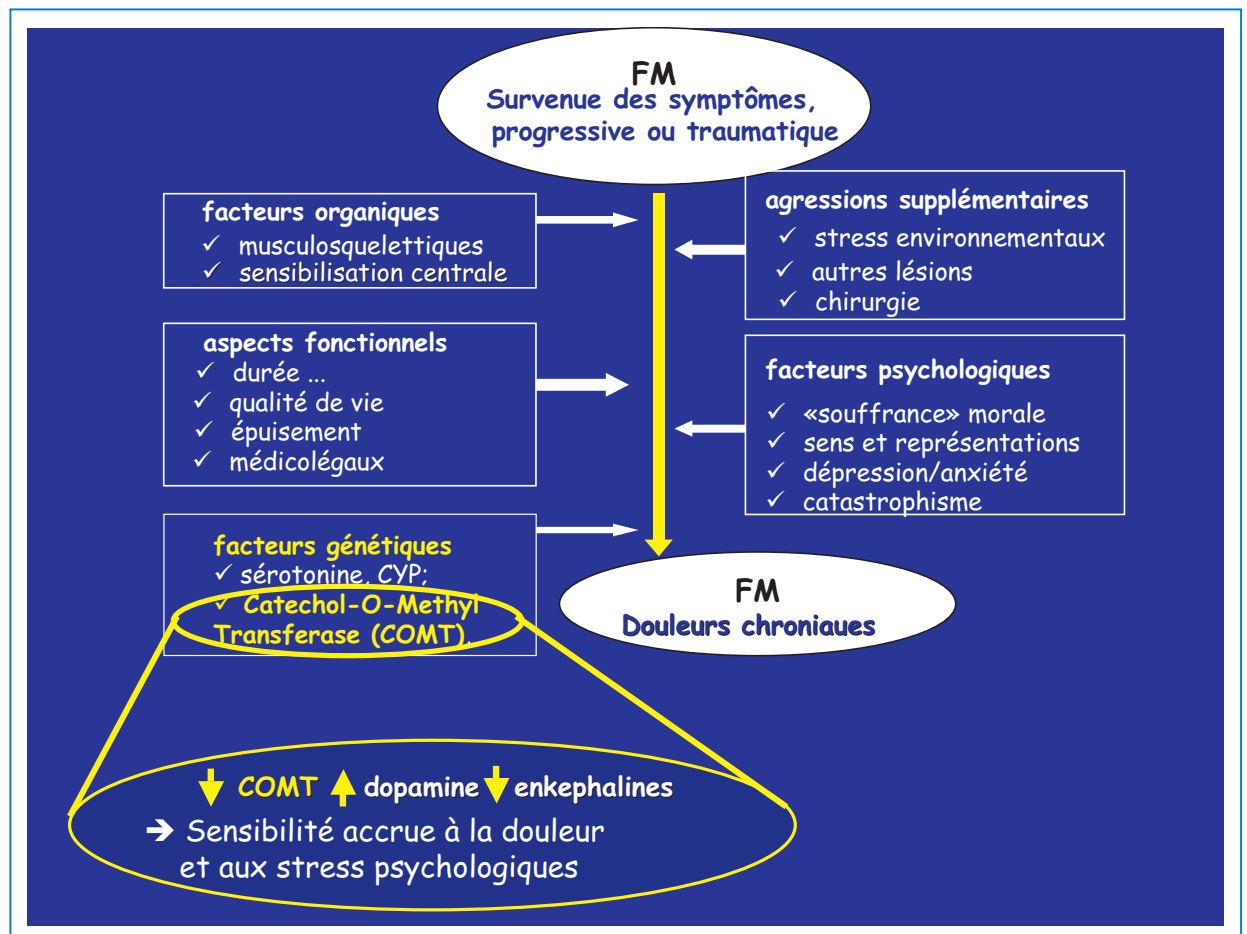 FM
Survenue des symptômes,
progressive ou traumatique
facteurs organiques
✓ musculosquelettiques
✓ sensibilisation centrale
agressions supplémentaires
✓ stress environnementaux
✓ autres lésions
✓ chirurgie
aspects fonctionnels
✓ durée ...
✓ qualité de vie
✓ épuisement
✓ médicolégaux
facteurs psychologiques
✓ «souffrance» morale
✓ sens et représentations
✓ dépression/anxiété
✓ catastrophisme
facteurs génétiques
✓ sérotonine, CYP;
✓ Catechol-O-Methyl
Transferase (COMT).
FM
Douleurs chroniques
↓ COMT ↑ dopamine ↓ enkephalines
➔ Sensibilité accrue à la douleur
et aux stress psychologiques